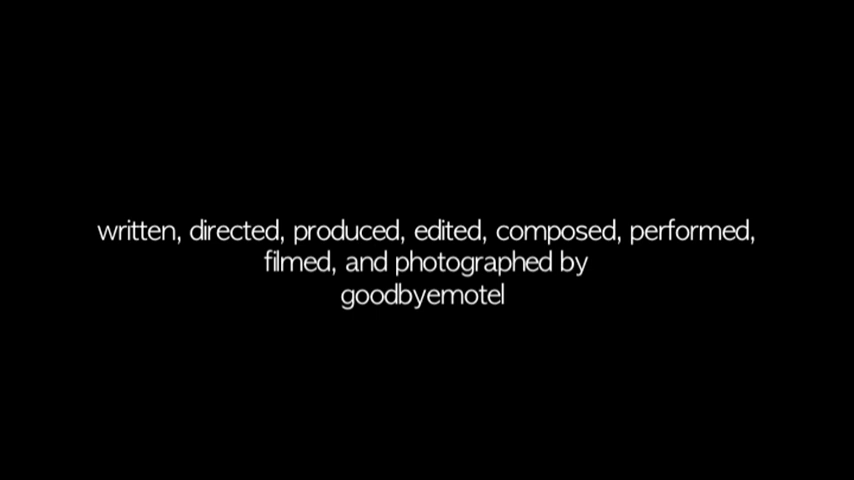 written, directed, produced, edited, composed, performed,
filmed, and photographed by
goodbyemotel